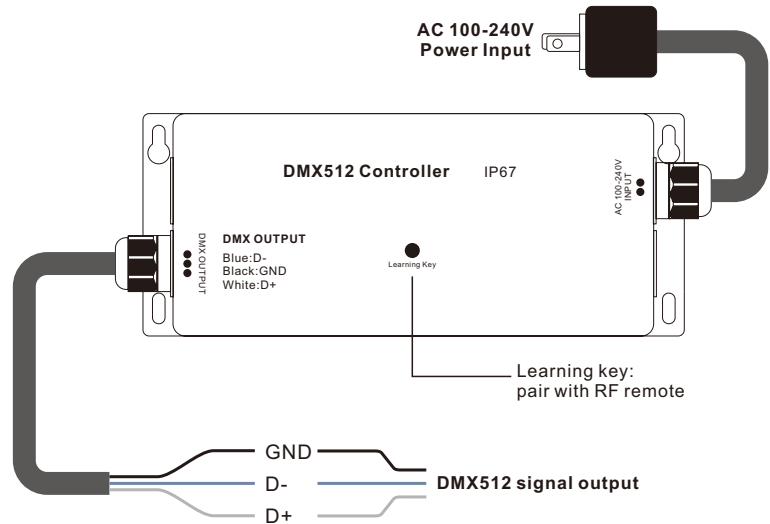 AC 100-240V
Power Input
DMX512 Controller IP67
AC 100-240V
INPUT
DMX OUTPUT
DMX OUTPUT
Blue:D-
Black:GND
White:D+
Learning Key
Learning key:
pair with RF remote
GND
D-
DMX512 signal output
D+